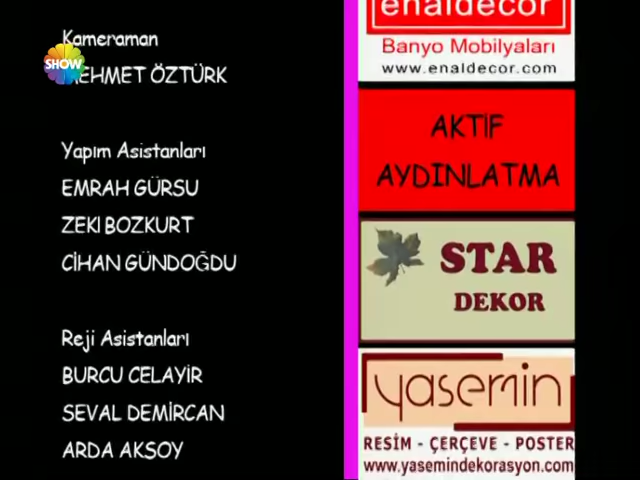 Kameraman
MEHMET ÖZTÜRK
SHOW
Yapım Asistanları
EMRAH GÜRSU
ZEKI BOZKURT
CİHAN GÜNDOĞDU
Reji Asistanları
BURCU CELAYİR
SEVAL DEMİRCAN
ARDA AKSOY
enaldecor
Banyo Mobilyaları
www.enaldecor.com
AKTİF
AYDINLATMA
STAR
DEKOR
yasemin
RESİM - ÇERÇEVE - POSTER
www.yasemindekorasyon.com